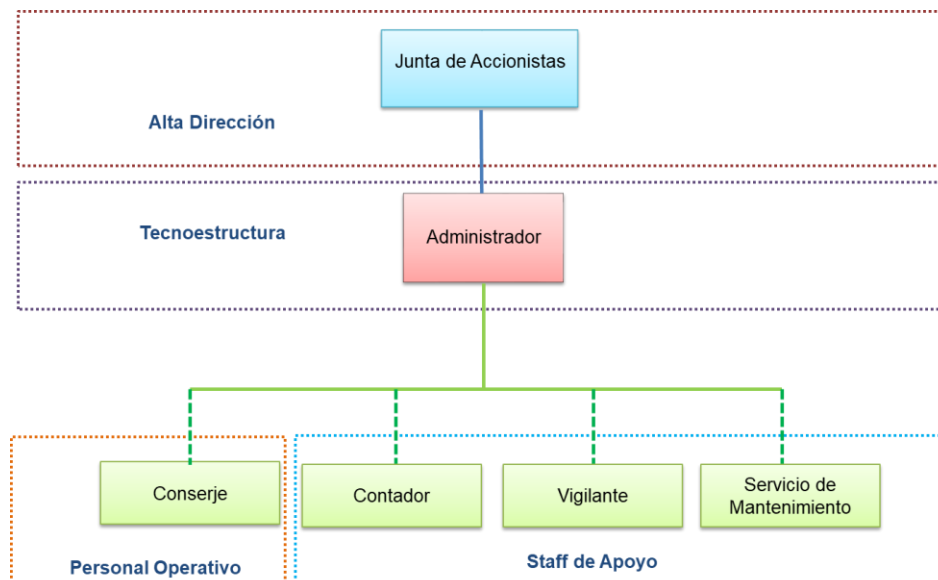 Junta de Accionistas
Alta Dirección
Tecnoestructura
Administrador
Conserje
Contador
Vigilante
Servicio de
Mantenimiento
Personal Operativo
Staff de Apoyo